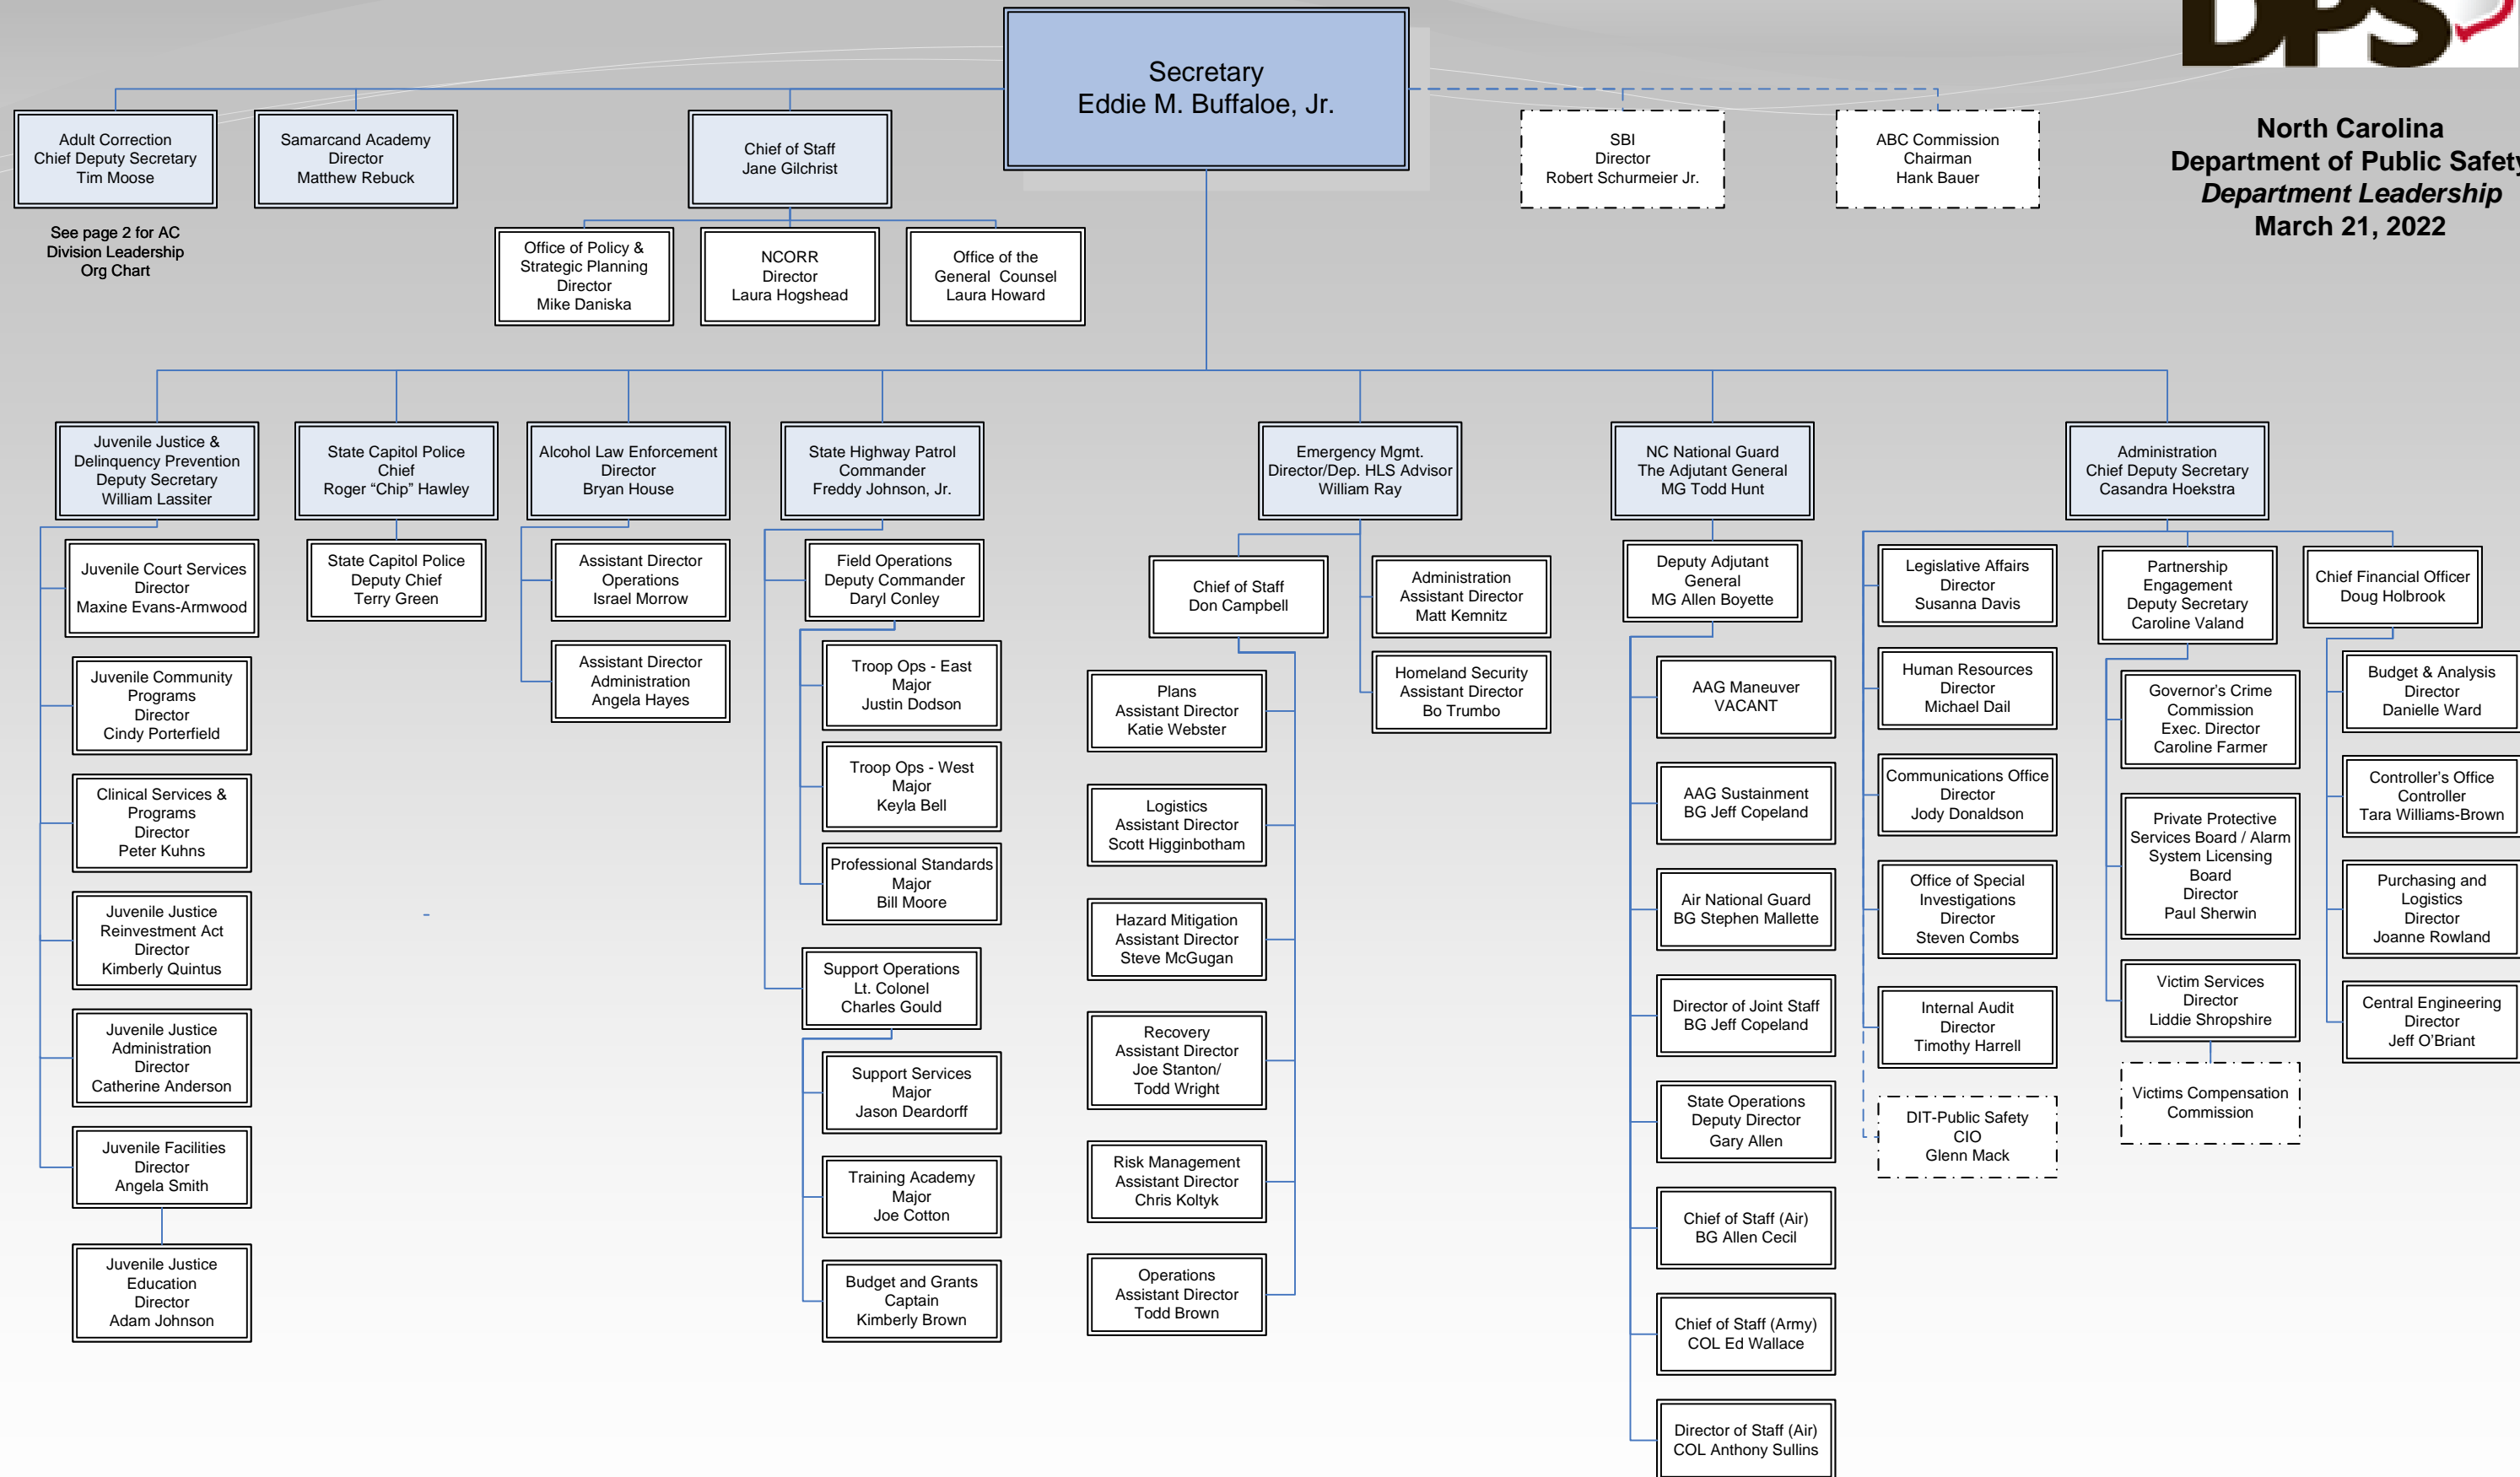 DPS
Secretary
Eddie M. Buffaloe, Jr.
North Carolina
Department of Public Safety
Department Leadership
March 21, 2022
Adult Correction
Chief Deputy Secretary
Tim Moose
See page 2 for AC
Division Leadership
Org Chart
Samarcand Academy
Director
Matthew Rebuck
Chief of Staff
Jane Gilchrist
SBI
Director
Robert Schurmeier Jr.
ABC Commission
Chairman
Hank Bauer
Office of Policy &
Strategic Planning
Director
Mike Daniska
NCORR
Director
Laura Hogshead
Office of the
General  Counsel
Laura Howard
Juvenile Justice &
Delinquency Prevention
Deputy Secretary
William Lassiter
Juvenile Court Services
Director
Maxine Evans-Armwood
Juvenile Community
Programs
Director
Cindy Porterfield
Clinical Services &
Programs
Director
Peter Kuhns
Juvenile Justice
Reinvestment Act
Director
Kimberly Quintus
Juvenile Justice
Administration
Director
Catherine Anderson
Juvenile Facilities
Director
Angela Smith
Juvenile Justice
Education
Director
Adam Johnson
State Capitol Police
Chief
Roger “Chip” Hawley
State Capitol Police
Deputy Chief
Terry Green
Alcohol Law Enforcement
Director
Bryan House
Assistant Director
Operations
Israel Morrow
Assistant Director
Administration
Angela Hayes
State Highway Patrol
Commander
Freddy Johnson, Jr.
Field Operations
Deputy Commander
Daryl Conley
Troop Ops - East
Major
Justin Dodson
Troop Ops - West
Major
Keyla Bell
Professional Standards
Major
Bill Moore
Support Operations
Lt. Colonel
Charles Gould
Support Services
Major
Jason Deardorff
Training Academy
Major
Joe Cotton
Budget and Grants
Captain
Kimberly Brown
Emergency Mgmt.
Director/Dep. HLS Advisor
William Ray
Chief of Staff
Don Campbell
Plans
Assistant Director
Katie Webster
Logistics
Assistant Director
Scott Higginbotham
Hazard Mitigation
Assistant Director
Steve McGugan
Recovery
Assistant Director
Joe Stanton/
Todd Wright
Risk Management
Assistant Director
Chris Koltyk
Operations
Assistant Director
Todd Brown
Administration
Assistant Director
Matt Kemnitz
Homeland Security
Assistant Director
Bo Trumbo
NC National Guard
The Adjutant General
MG Todd Hunt
Deputy Adjutant
General
MG Allen Boyette
AAG Maneuver
VACANT
AAG Sustainment
BG Jeff Copeland
Air National Guard
BG Stephen Mallette
Director of Joint Staff
BG Jeff Copeland
State Operations
Deputy Director
Gary Allen
Chief of Staff (Air)
BG Allen Cecil
Chief of Staff (Army)
COL Ed Wallace
Director of Staff (Air)
COL Anthony Sullins
Administration
Chief Deputy Secretary
Casandra Hoekstra
Legislative Affairs
Director
Susanna Davis
Human Resources
Director
Michael Dail
Communications Office
Director
Jody Donaldson
Office of Special
Investigations
Director
Steven Combs
Internal Audit
Director
Timothy Harrell
DIT-Public Safety
CIO
Glenn Mack
Partnership
Engagement
Deputy Secretary
Caroline Valand
Governor’s Crime
Commission
Exec. Director
Caroline Farmer
Private Protective
Services Board / Alarm
System Licensing
Board
Director
Paul Sherwin
Victim Services
Director
Liddie Shropshire
Victims Compensation
Commission
Chief Financial Officer
Doug Holbrook
Budget & Analysis
Director
Danielle Ward
Controller’s Office
Controller
Tara Williams-Brown
Purchasing and
Logistics
Director
Joanne Rowland
Central Engineering
Director
Jeff O’Briant